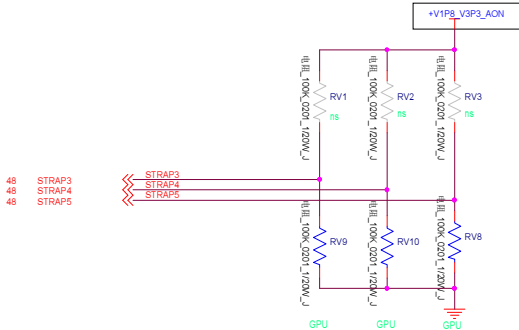 +V1P8_V3P3_AON
电阻_100K_0201_1/20W_J
RV1
ns
电阻_100K_0201_1/20W_J
RV2
ns
电阻_100K_0201_1/20W_J
RV3
ns
48 STRAP3 STRAP3
48 STRAP4 STRAP4
48 STRAP5 STRAP5
电阻_100K_0201_1/20W_J
RV9
电阻_100K_0201_1/20W_J
RV10
电阻_100K_0201_1/20W_J
RV8
GPU GPU GPU